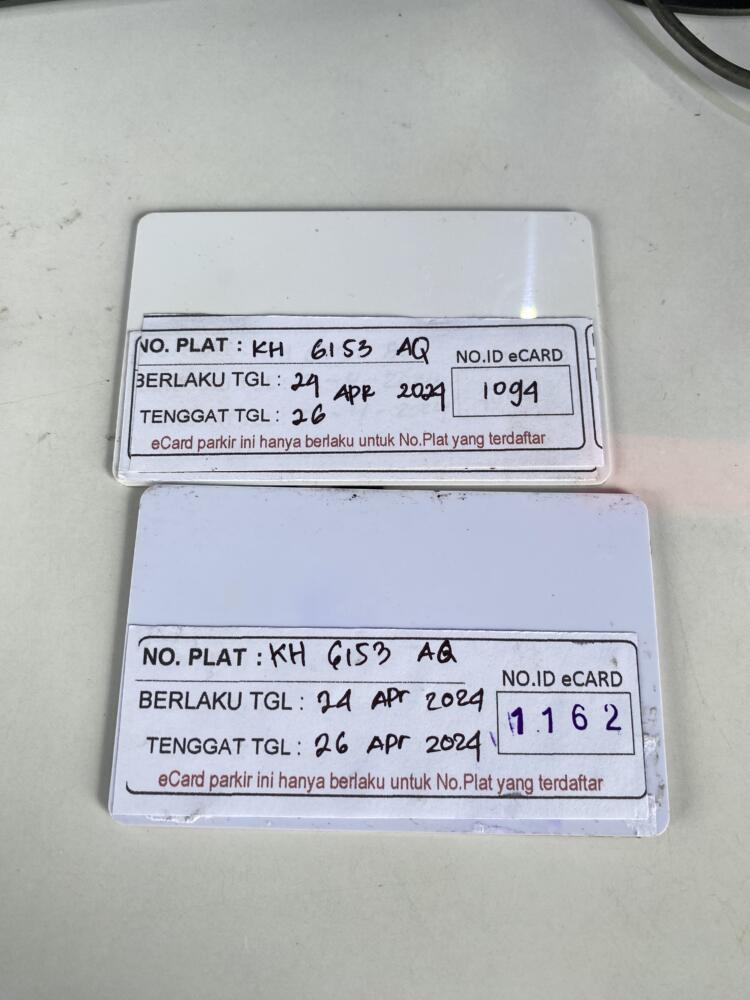 NO. PLAT : KH 6153 AQ
NO.ID eCARD
BERLAKU TGL : 24 APR 2024
1094
TENGGAT TGL : 26
eCard parkir ini hanya berlaku untuk No.Plat yang terdaftar
NO. PLAT : KH 6153 AQ
NO.ID eCARD
BERLAKU TGL : 24 APr 2024
1162
TENGGAT TGL : 26 APr 2024
eCard parkir ini hanya berlaku untuk No.Plat yang terdaftar